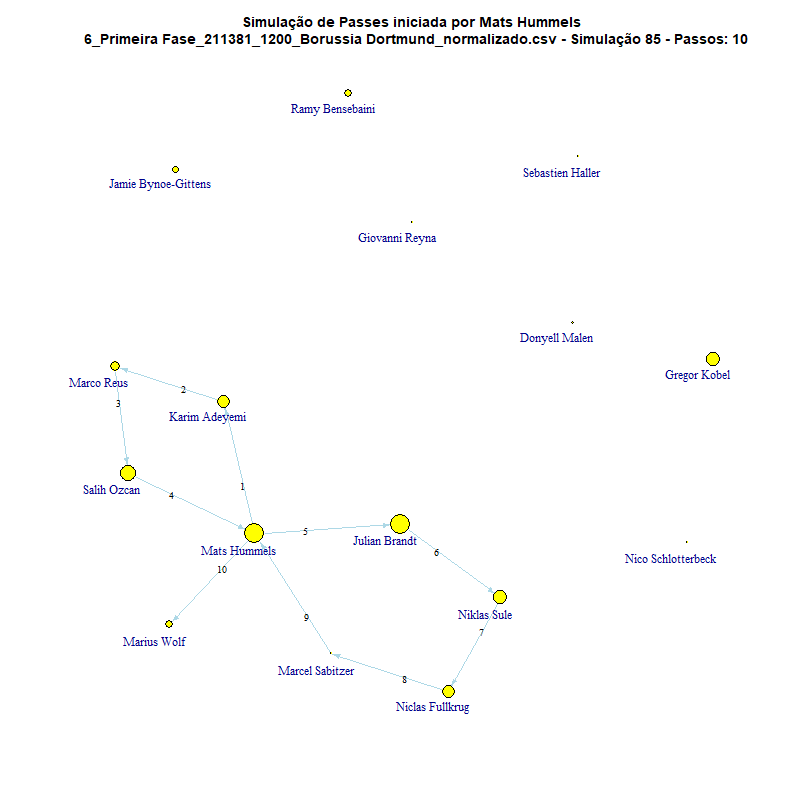 Simulação de Passes iniciada por Mats Hummels
6_Primeira Fase_211381_1200_Borussia Dortmund_normalizado.csv - Simulação 85 - Passos: 10
Ramy Bensebaini
Sebastien Haller
Jamie Bynoe-Gittens
Giovanni Reyna
Donyell Malen
Gregor Kobel
Marco Reus
2
3
Karim Adeyemi
Salih Ozcan
4
1
5
Mats Hummels
Julian Brandt
6
Nico Schlotterbeck
10
Niklas Sule
9
7
Marius Wolf
Marcel Sabitzer
8
Niclas Fullkrug